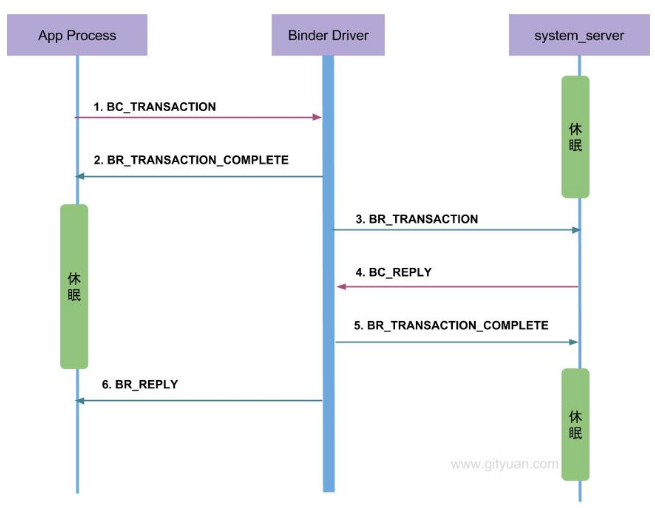 App Process
Binder Driver
system_server
1. BC_TRANSACTION
休
眠
2. BR_TRANSACTION_COMPLETE
3. BR_TRANSACTION
休
眠
4. BC_REPLY
5. BR_TRANSACTION_COMPLETE
6. BR_REPLY
休
眠
www.gityuan.com